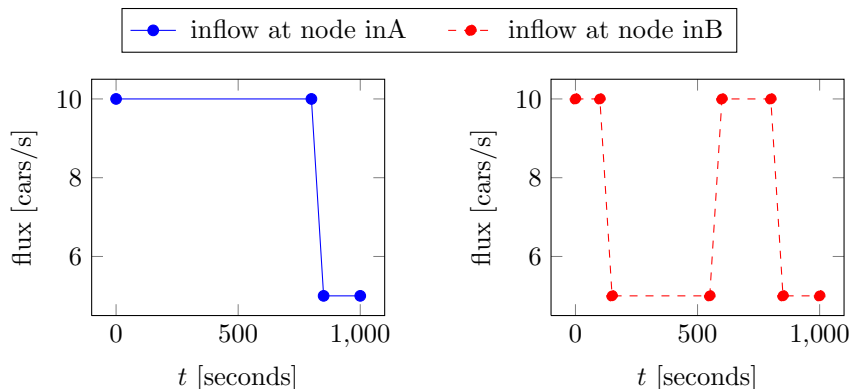 inflow at node inA inflow at node inB
10
8
6
flux [cars/s]
0 500 1,000
t [seconds]
10
8
6
flux [cars/s]
0 500 1,000
t [seconds]